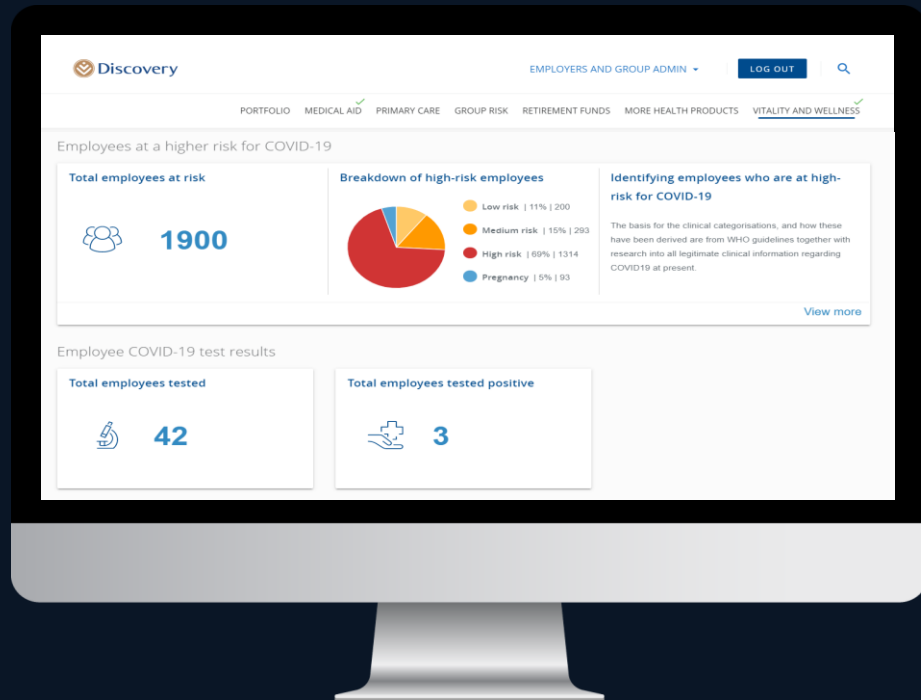 Discovery
EMPLOYERS AND GROUP ADMIN
LOG OUT
PORTFOLIO MEDICAL AID PRIMARY CARE GROUP RISK RETIREMENT FUNDS MORE HEALTH PRODUCTS VITALITY AND WELLNESS
Employees at a higher risk for COVID-19
Total employees at risk
1900
Breakdown of high-risk employees
Low risk | 11% | 200
Medium risk | 15% | 293
High risk | 69% | 1314
Pregnancy | 5% | 93
Identifying employees who are at high-
risk for COVID-19
The basis for the clinical categorisations, and how these
have been derived are from WHO guidelines together with
research into all legitimate clinical information regarding
COVID19 at present.
View more
Employee COVID-19 test results
Total employees tested
42
Total employees tested positive
3